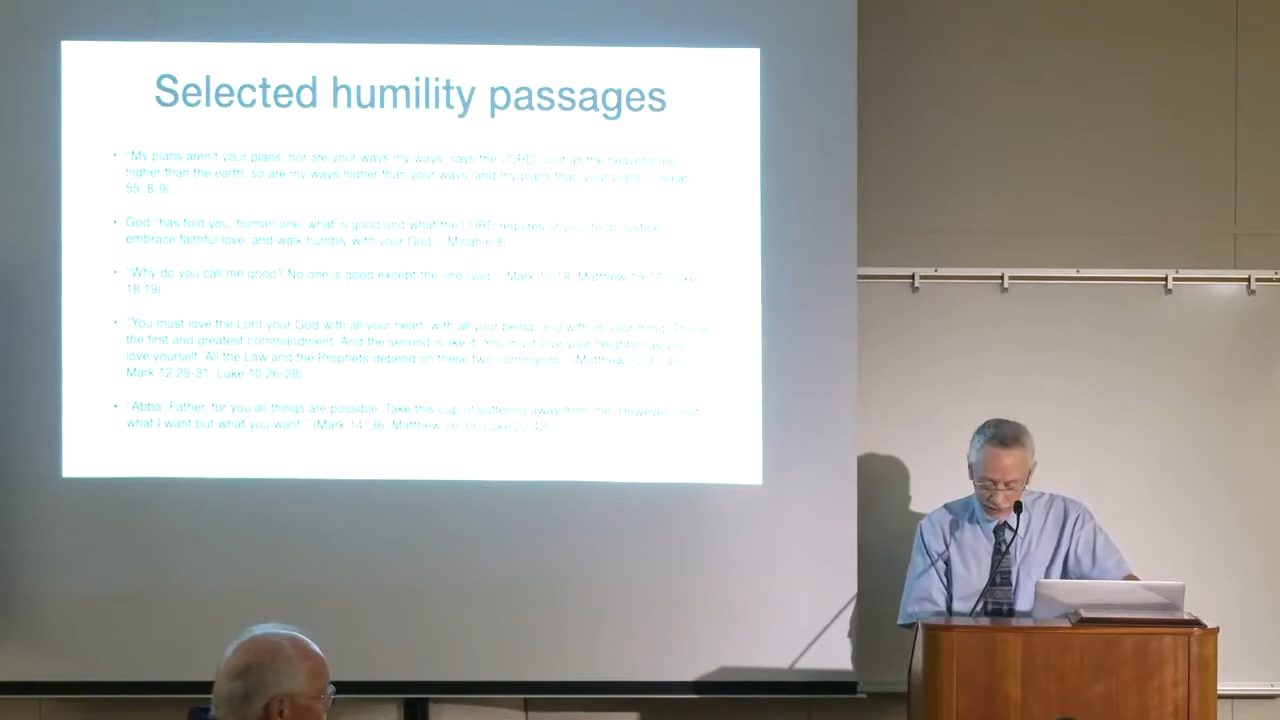 Selected humility passages
• "My plans aren't your plans, nor are your ways my ways, says the LORD. Just as the heavens are
higher than the earth, so are my ways higher than your ways, and my plans than your plans." (Isaiah
55: 8-9)
• God "has told you, human one, what is good and what the LORD requires of you: to do justice,
embrace faithful love, and walk humbly with your God." (Micah 6:8)
• "Why do you call me good? No one is good except the one God." (Mark 10:18; Matthew 19:17; Luke
18:19)
• "You must love the Lord your God with all your heart, with all your being, and with all your mind. This is
the first and greatest commandment. And the second is like it: You must love your neighbor as you
love yourself. All the Law and the Prophets depend on these two commands." (Matthew 22:37-40;
Mark 12:29-31; Luke 10:26-28)
• "Abba, Father, for you all things are possible. Take this cup of suffering away from me. However, not
what I want but what you want." (Mark 14: 36; Matthew 26:39; Luke 22:42)